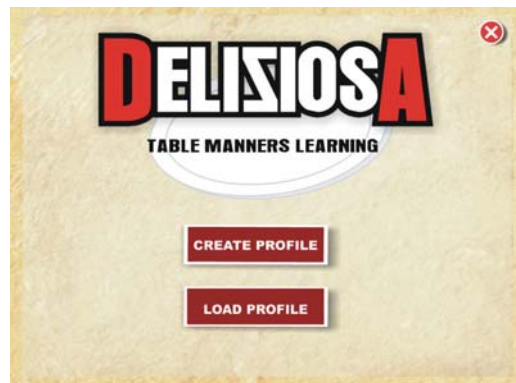 DELIZIOSA
TABLE MANNERS LEARNING
CREATE PROFILE
LOAD PROFILE